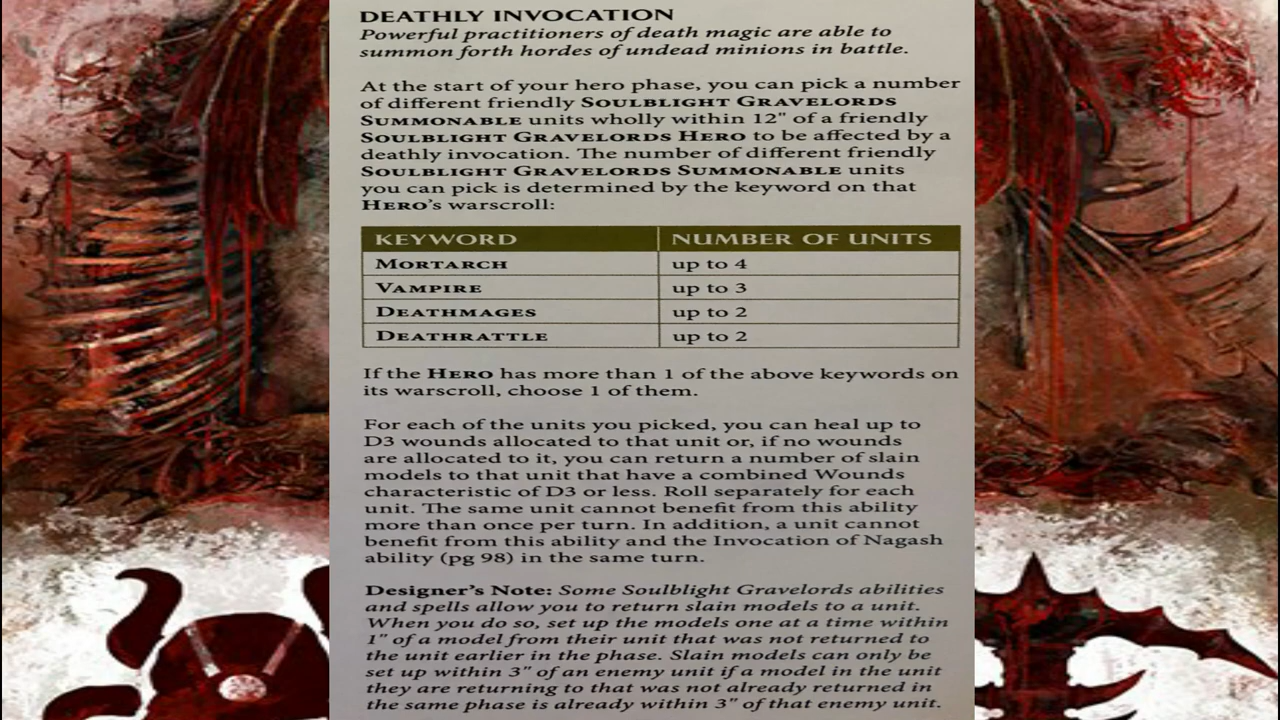 DEATHLY INVOCATION
Powerful practitioners of death magic are able to
summon forth hordes of undead minions in battle.
At the start of your hero phase, you can pick a number
of different friendly SOULBLIGHT GRAVELORDS
SUMMONABLE units wholly within 12" of a friendly
SOULBLIGHT GRAVELORDS HERO to be affected by a
deathly invocation. The number of different friendly
SOULBLIGHT GRAVELORDS SUMMONABLE units
you can pick is determined by the keyword on that
HERO's warscroll:
KEYWORD NUMBER OF UNITS
MORTARCH up to 4
VAMPIRE up to 3
DEATHMAGES up to 2
DEATHRATTLE up to 2
If the HERO has more than 1 of the above keywords on
its warscroll, choose 1 of them.
For each of the units you picked, you can heal up to
D3 wounds allocated to that unit or, if no wounds
are allocated to it, you can return a number of slain
models to that unit that have a combined Wounds
characteristic of D3 or less. Roll separately for each
unit. The same unit cannot benefit from this ability
more than once per turn. In addition, a unit cannot
benefit from this ability and the Invocation of Nagash
ability (pg 98) in the same turn.
Designer's Note: Some Soulblight Gravelords abilities
and spells allow you to return slain models to a unit.
When you do so, set up the models one at a time within
1" of a model from their unit that was not returned to
the unit earlier in the phase. Slain models can only be
set up within 3" of an enemy unit if a model in the unit
they are returning to that was not already returned in
the same phase is already within 3" of that enemy unit.